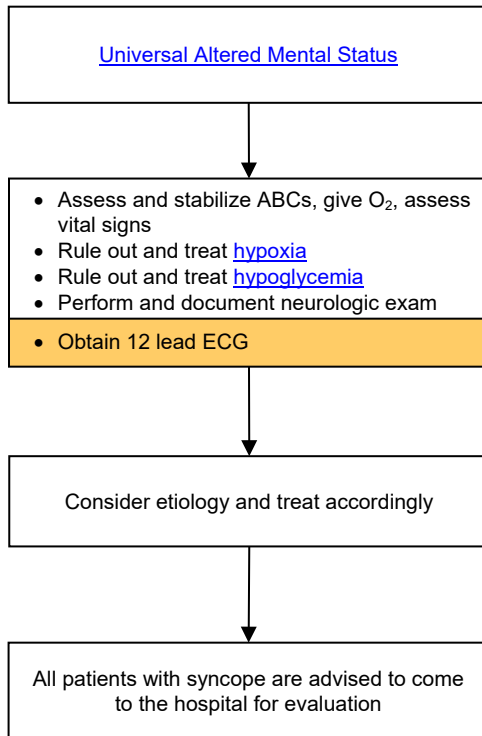 Universal Altered Mental Status
• Assess and stabilize ABCs, give O₂, assess
vital signs
• Rule out and treat hypoxia
• Rule out and treat hypoglycemia
• Perform and document neurologic exam
• Obtain 12 lead ECG
Consider etiology and treat accordingly
All patients with syncope are advised to come
to the hospital for evaluation